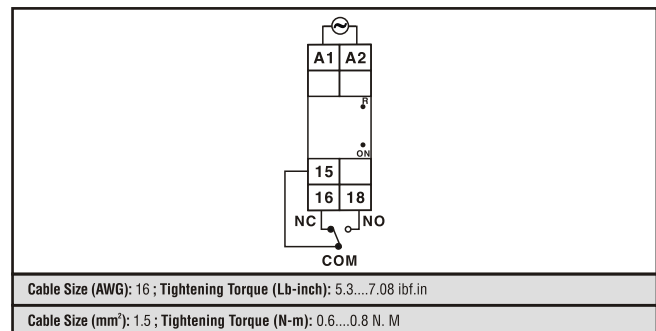 A1 A2
R
ON
15
16 18
NC NO
COM
Cable Size (AWG): 16 ; Tightening Torque (Lb-inch): 5.3....7.08 ibf.in
Cable Size (mm²): 1.5 ; Tightening Torque (N-m): 0.6....0.8 N. M